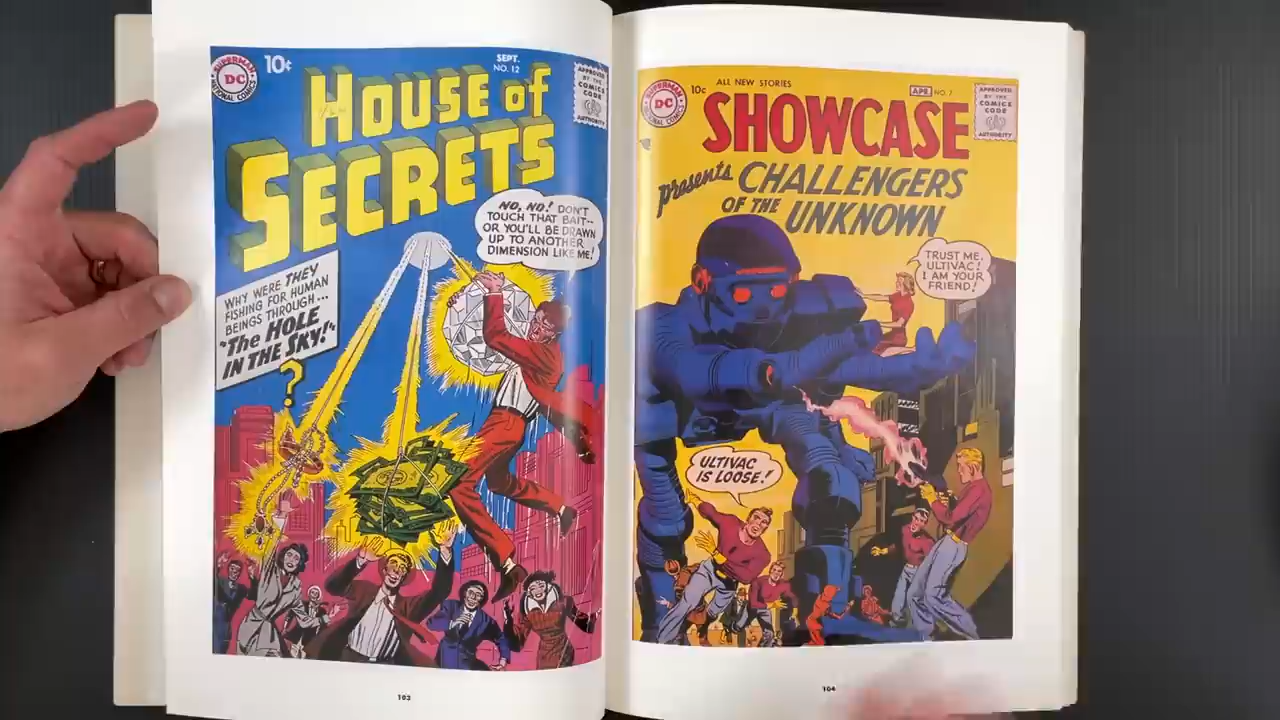 SUPERMAN
DC
NATIONAL COMICS
10¢
SEPT.
NO. 12
APPROVED
BY THE
COMICS
CODE
AUTHORITY
HOUSE of
SECRETS
NO, NO! DON'T
TOUCH THAT BAIT--
OR YOU'LL BE DRAWN
UP TO ANOTHER
DIMENSION LIKE ME!
WHY WERE THEY
FISHING FOR HUMAN
BEINGS THROUGH...
"The HOLE
IN THE SKY!"
?
103
SUPERMAN
DC
NATIONAL COMICS
10¢
ALL NEW STORIES
APR. NO. 7
APPROVED
BY THE
COMICS
CODE
AUTHORITY
SHOWCASE
presents CHALLENGERS
OF THE UNKNOWN
TRUST ME,
ULTIVAC!
I AM YOUR
FRIEND!
ULTIVAC
IS LOOSE!
104